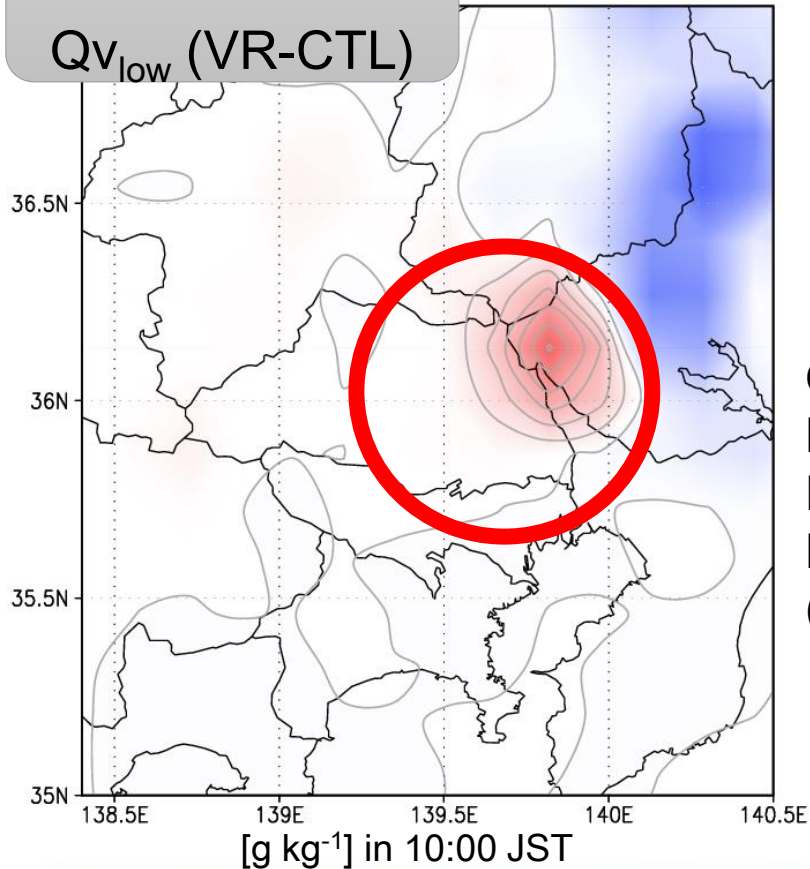 Qv_low (VR-CTL)
36.5N
36N
35.5N
35N
138.5E 139E 139.5E 140E 140.5E
[g kg⁻¹] in 10:00 JST